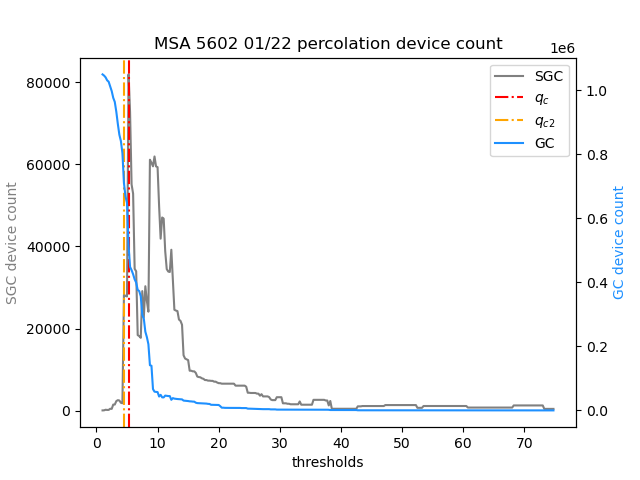 MSA 5602 01/22 percolation device count
1e6
SGC device count
80000
60000
40000
20000
0
SGC
q_c
q_{c2}
GC
1.0
0.8
0.6
0.4
0.2
0.0
GC device count
0 10 20 30 40 50 60 70
thresholds